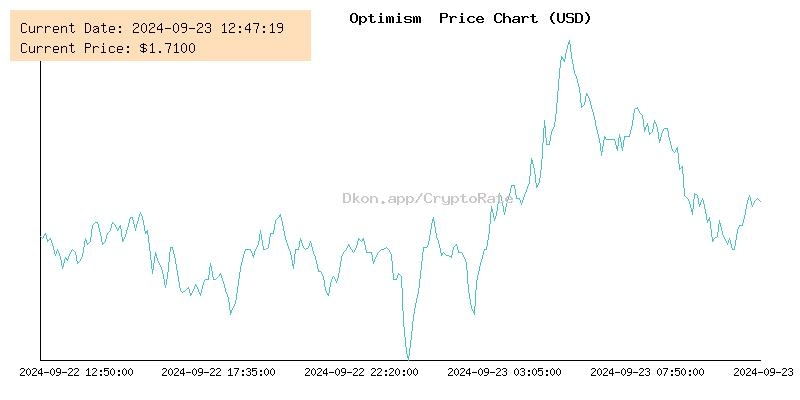 Optimism  Price Chart (USD)
Current Date: 2024-09-23 12:47:19
Current Price: $1.7100
Dkon.app/CryptoRate
2024-09-22 12:50:00
2024-09-22 17:35:00
2024-09-22 22:20:00
2024-09-23 03:05:00
2024-09-23 07:50:00
2024-09-23